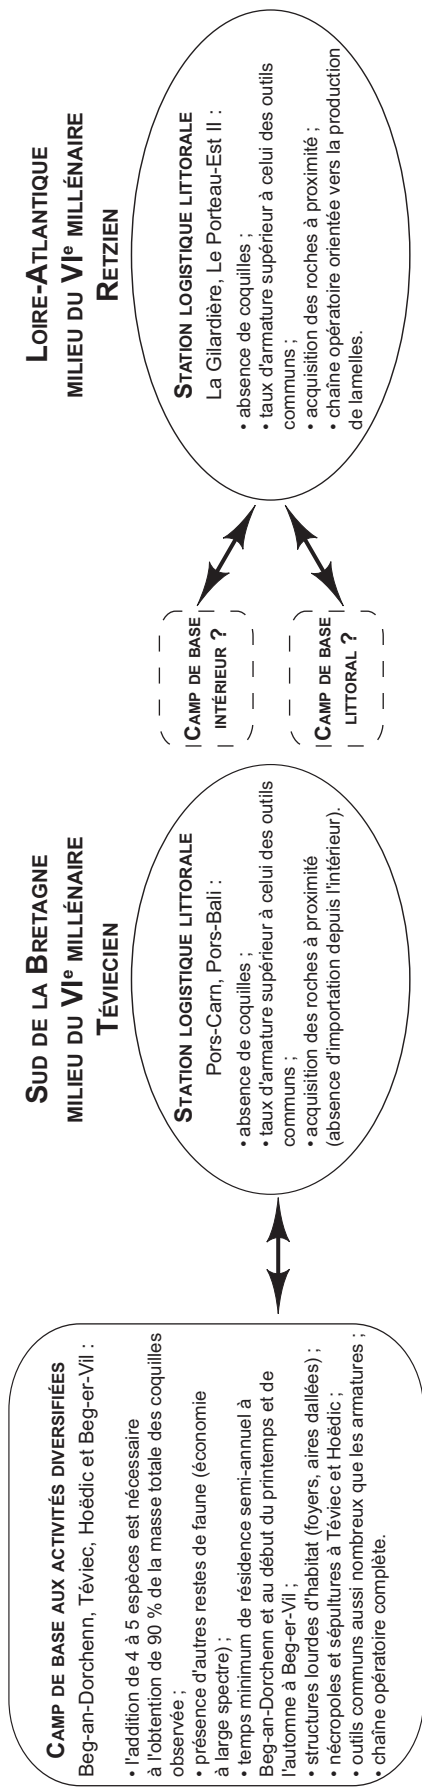 SUD DE LA BRETAGNE
MILIEU DU VIe MILLÉNAIRE
TÉVIECIEN
CAMP DE BASE AUX ACTIVITÉS DIVERSIFIÉES
Beg-an-Dorchenn, Téviec, Hoëdic et Beg-er-Vil :
• l'addition de 4 à 5 espèces est nécessaire
à l'obtention de 90 % de la masse totale des coquilles
observée ;
• présence d'autres restes de faune (économie
à large spectre) ;
• temps minimum de résidence semi-annuel à
Beg-an-Dorchenn et au début du printemps et de
l'automne à Beg-er-Vil ;
• structures lourdes d'habitat (foyers, aires dallées) ;
• nécropoles et sépultures à Téviec et Hoëdic ;
• outils communs aussi nombreux que les armatures ;
• chaîne opératoire complète.
STATION LOGISTIQUE LITTORALE
Pors-Carn, Pors-Bali :
• absence de coquilles ;
• taux d'armature supérieur à celui des outils
communs ;
• acquisition des roches à proximité
(absence d'importation depuis l'intérieur).
LOIRE-ATLANTIQUE
MILIEU DU VIe MILLÉNAIRE
RETZIEN
CAMP DE BASE
INTÉRIEUR ?
CAMP DE BASE
LITTORAL ?
STATION LOGISTIQUE LITTORALE
La Gilardière, Le Porteau-Est II :
• absence de coquilles ;
• taux d'armature supérieur à celui des outils
communs ;
• acquisition des roches à proximité ;
• chaîne opératoire orientée vers la production
de lamelles.